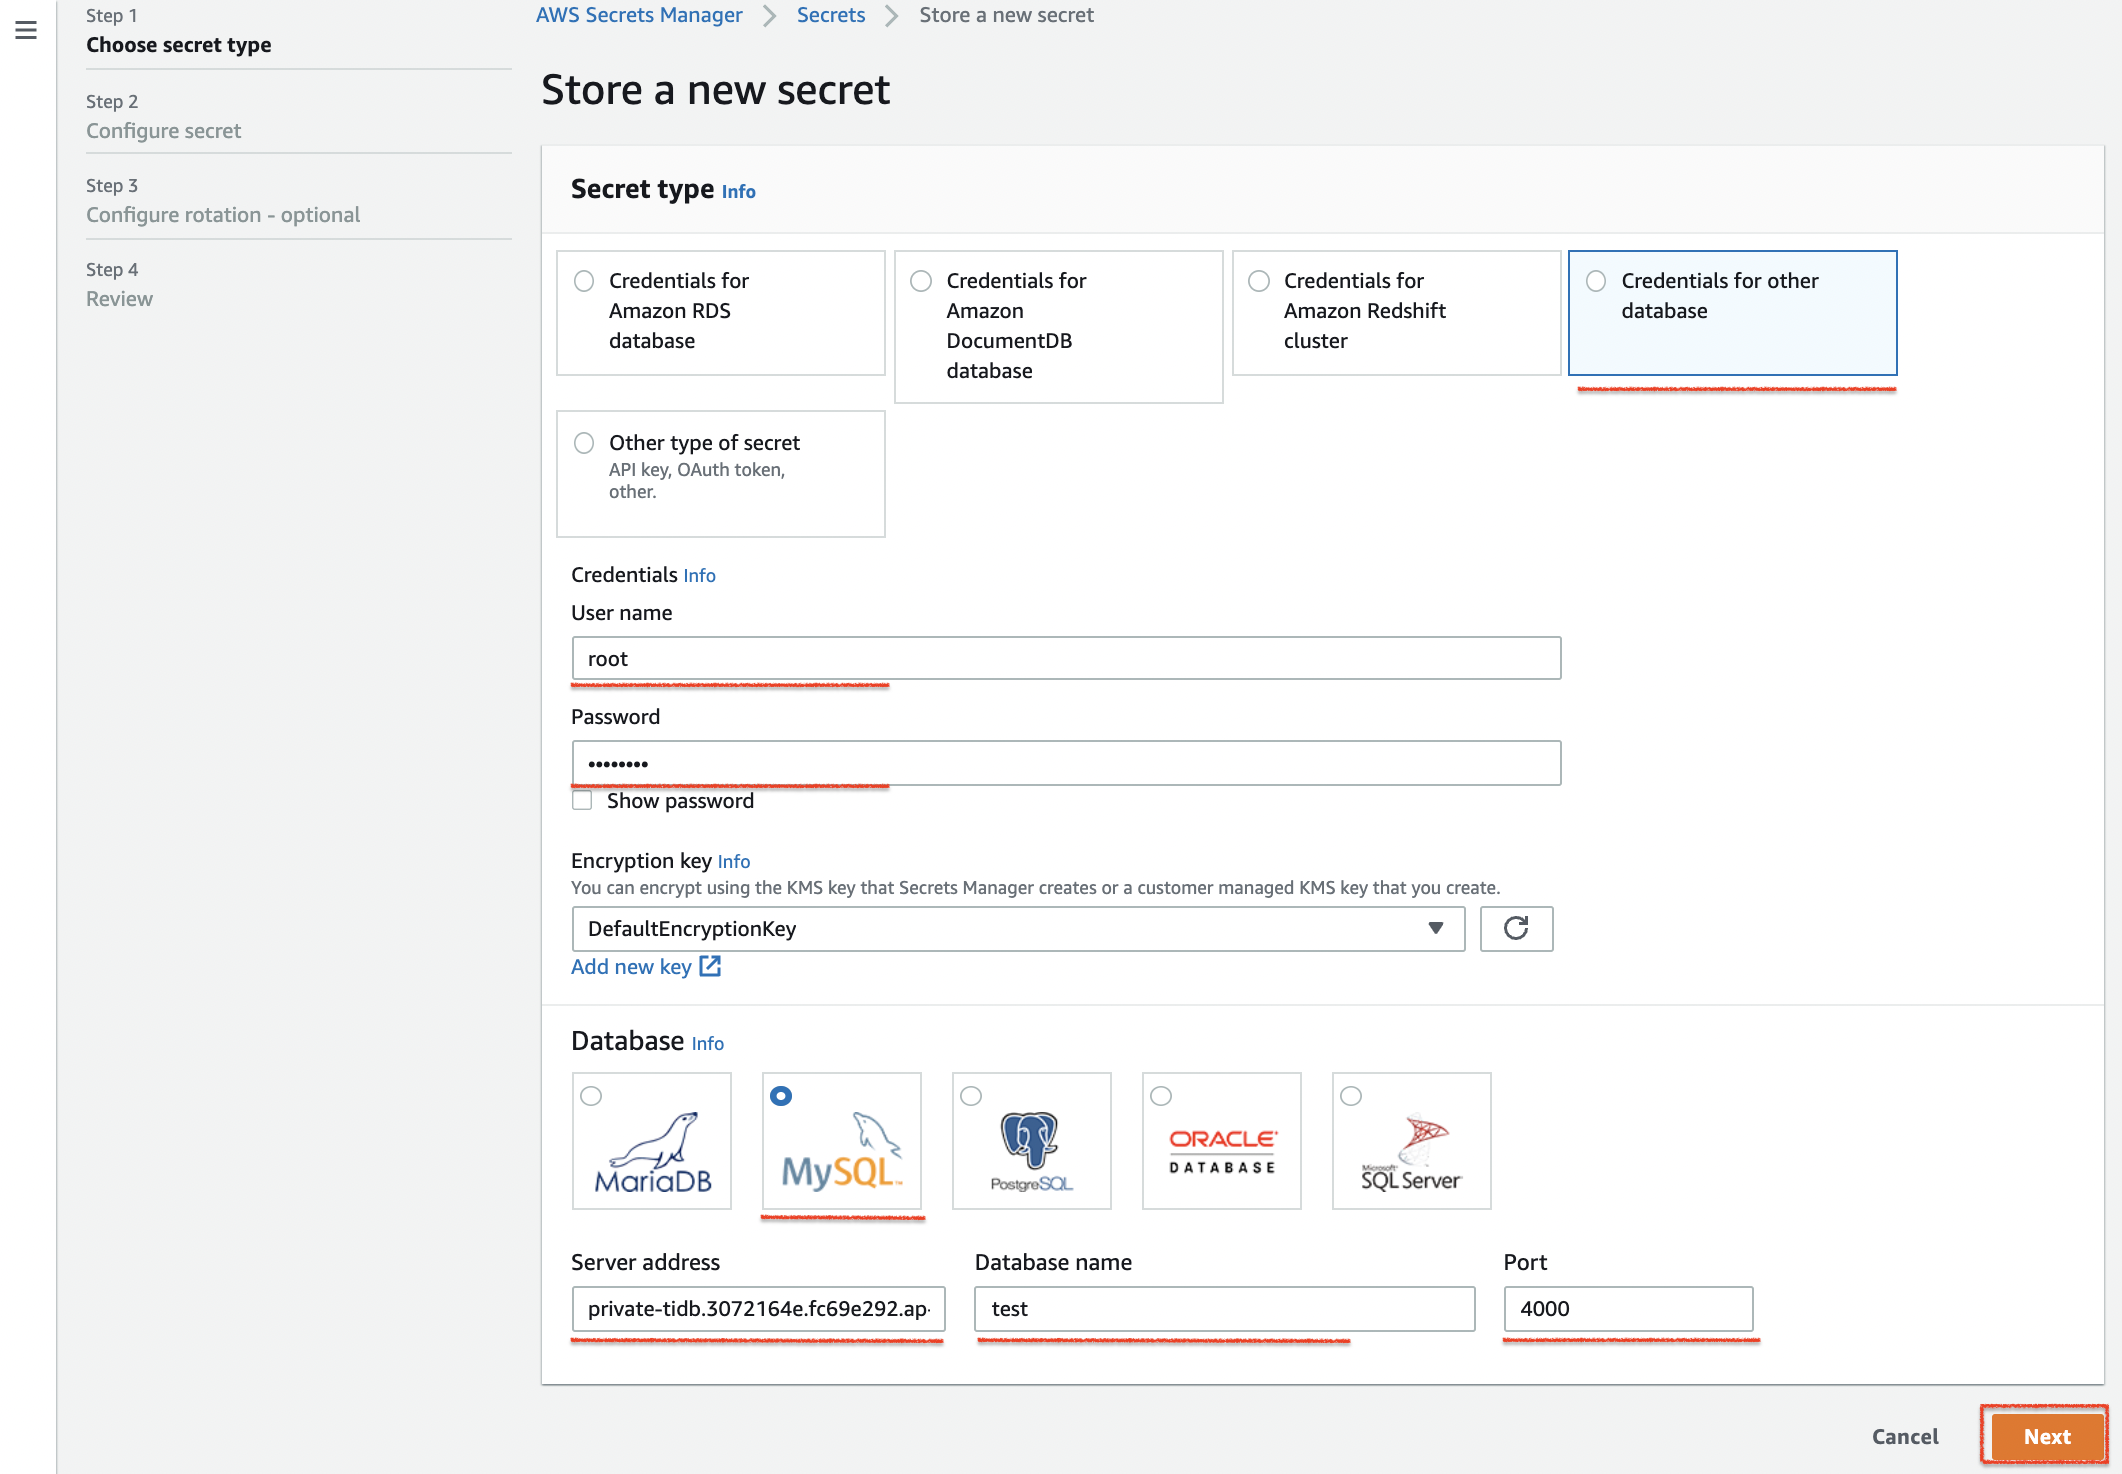 Step 1
Choose secret type
Step 2
Configure secret
Step 3
Configure rotation - optional
Step 4
Review
AWS Secrets Manager
Secrets
Store a new secret
Store a new secret
Secret type Info
Credentials for
Amazon RDS
database
Credentials for
Amazon
DocumentDB
database
Credentials for
Amazon Redshift
cluster
Credentials for other
database
Other type of secret
API key, OAuth token,
other.
Credentials Info
User name
root
Password
••••••••
Show password
Encryption key Info
You can encrypt using the KMS key that Secrets Manager creates or a customer managed KMS key that you create.
DefaultEncryptionKey
Add new key
Database Info
MariaDB
MySQL™
PostgreSQL
ORACLE
DATABASE
Microsoft
SQL Server
Server address
Database name
Port
private-tidb.3072164e.fc69e292.ap-
test
4000
Cancel
Next